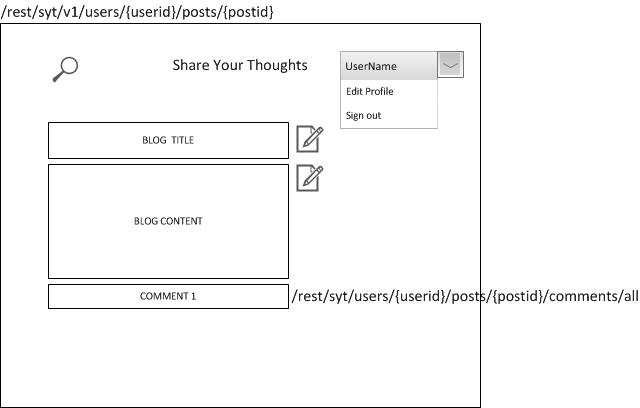 /rest/syt/v1/users/{userid}/posts/{postid}
Share Your Thoughts
UserName
Edit Profile
Sign out
BLOG TITLE
BLOG CONTENT
COMMENT 1
/rest/syt/users/{userid}/posts/{postid}/comments/all